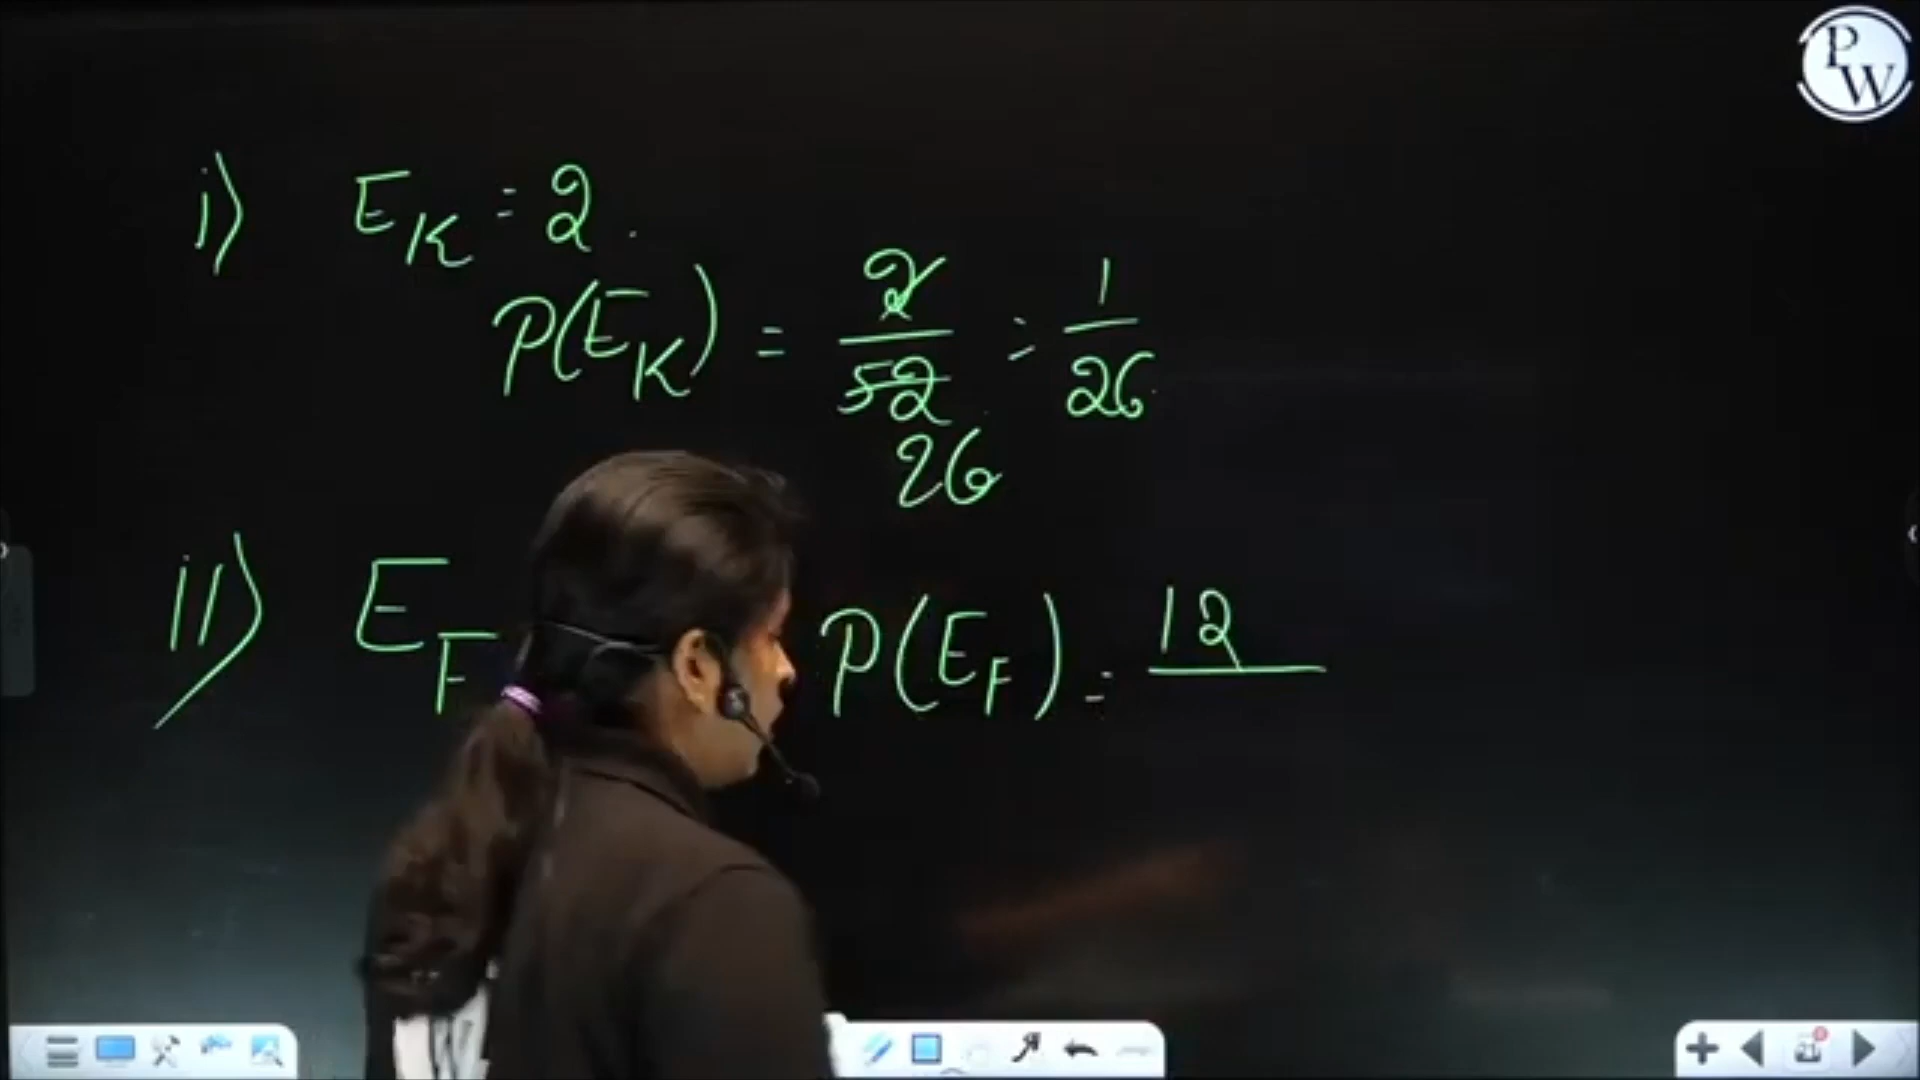 PW
i) E_K = 2.
P(E_K) = 2/52 = 1/26
26
ii) E_F P(E_F) = 12